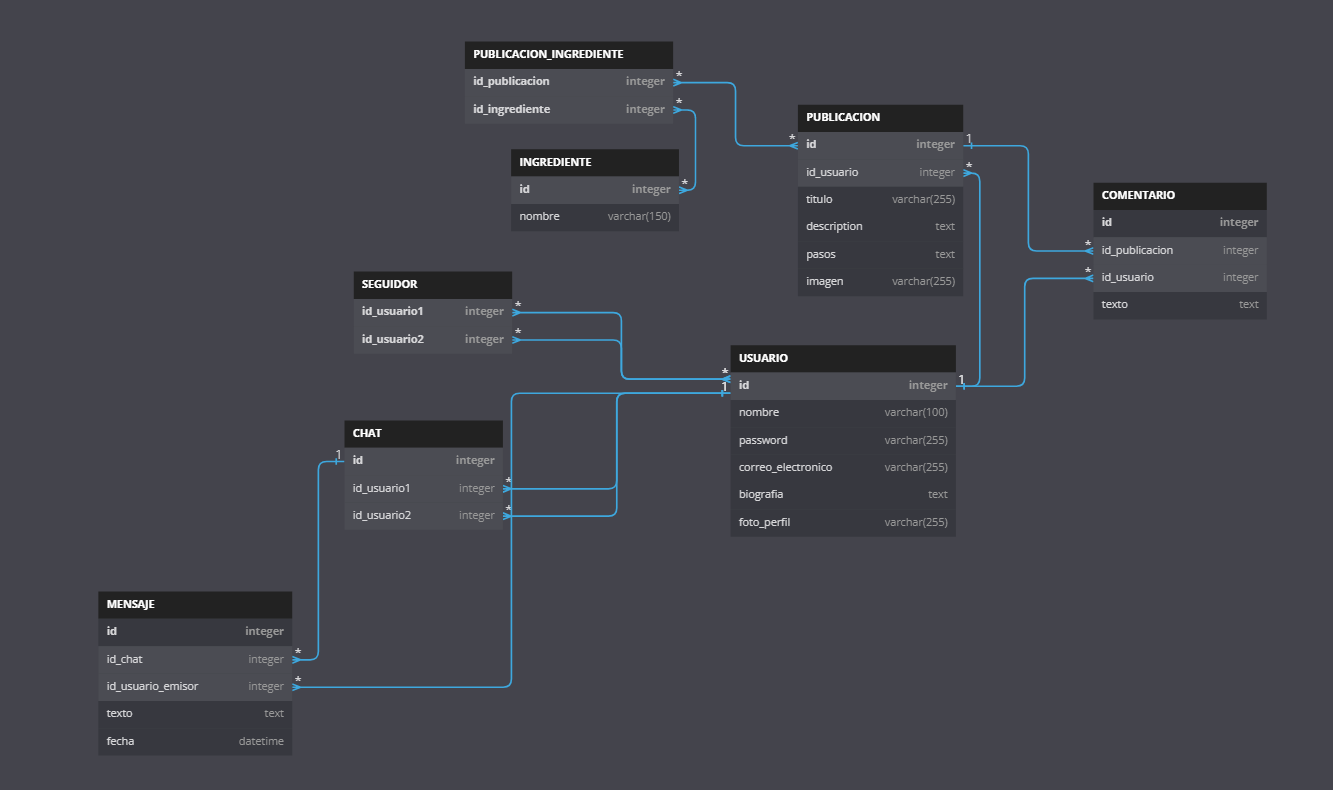 PUBLICACION_INGREDIENTE
id_publicacion integer *
id_ingrediente integer *
INGREDIENTE
id integer *
nombre varchar(150)
PUBLICACION
* id integer 1
id_usuario integer *
titulo varchar(255)
description text
pasos text
imagen varchar(255)
COMENTARIO
id integer
* id_publicacion integer
* id_usuario integer
texto text
SEGUIDOR
id_usuario1 integer *
id_usuario2 integer *
USUARIO
*
1 id integer 1
nombre varchar(100)
password varchar(255)
correo_electronico varchar(255)
biografia text
foto_perfil varchar(255)
CHAT
1 id integer
id_usuario1 integer *
id_usuario2 integer *
MENSAJE
id integer
id_chat integer *
id_usuario_emisor integer *
texto text
fecha datetime